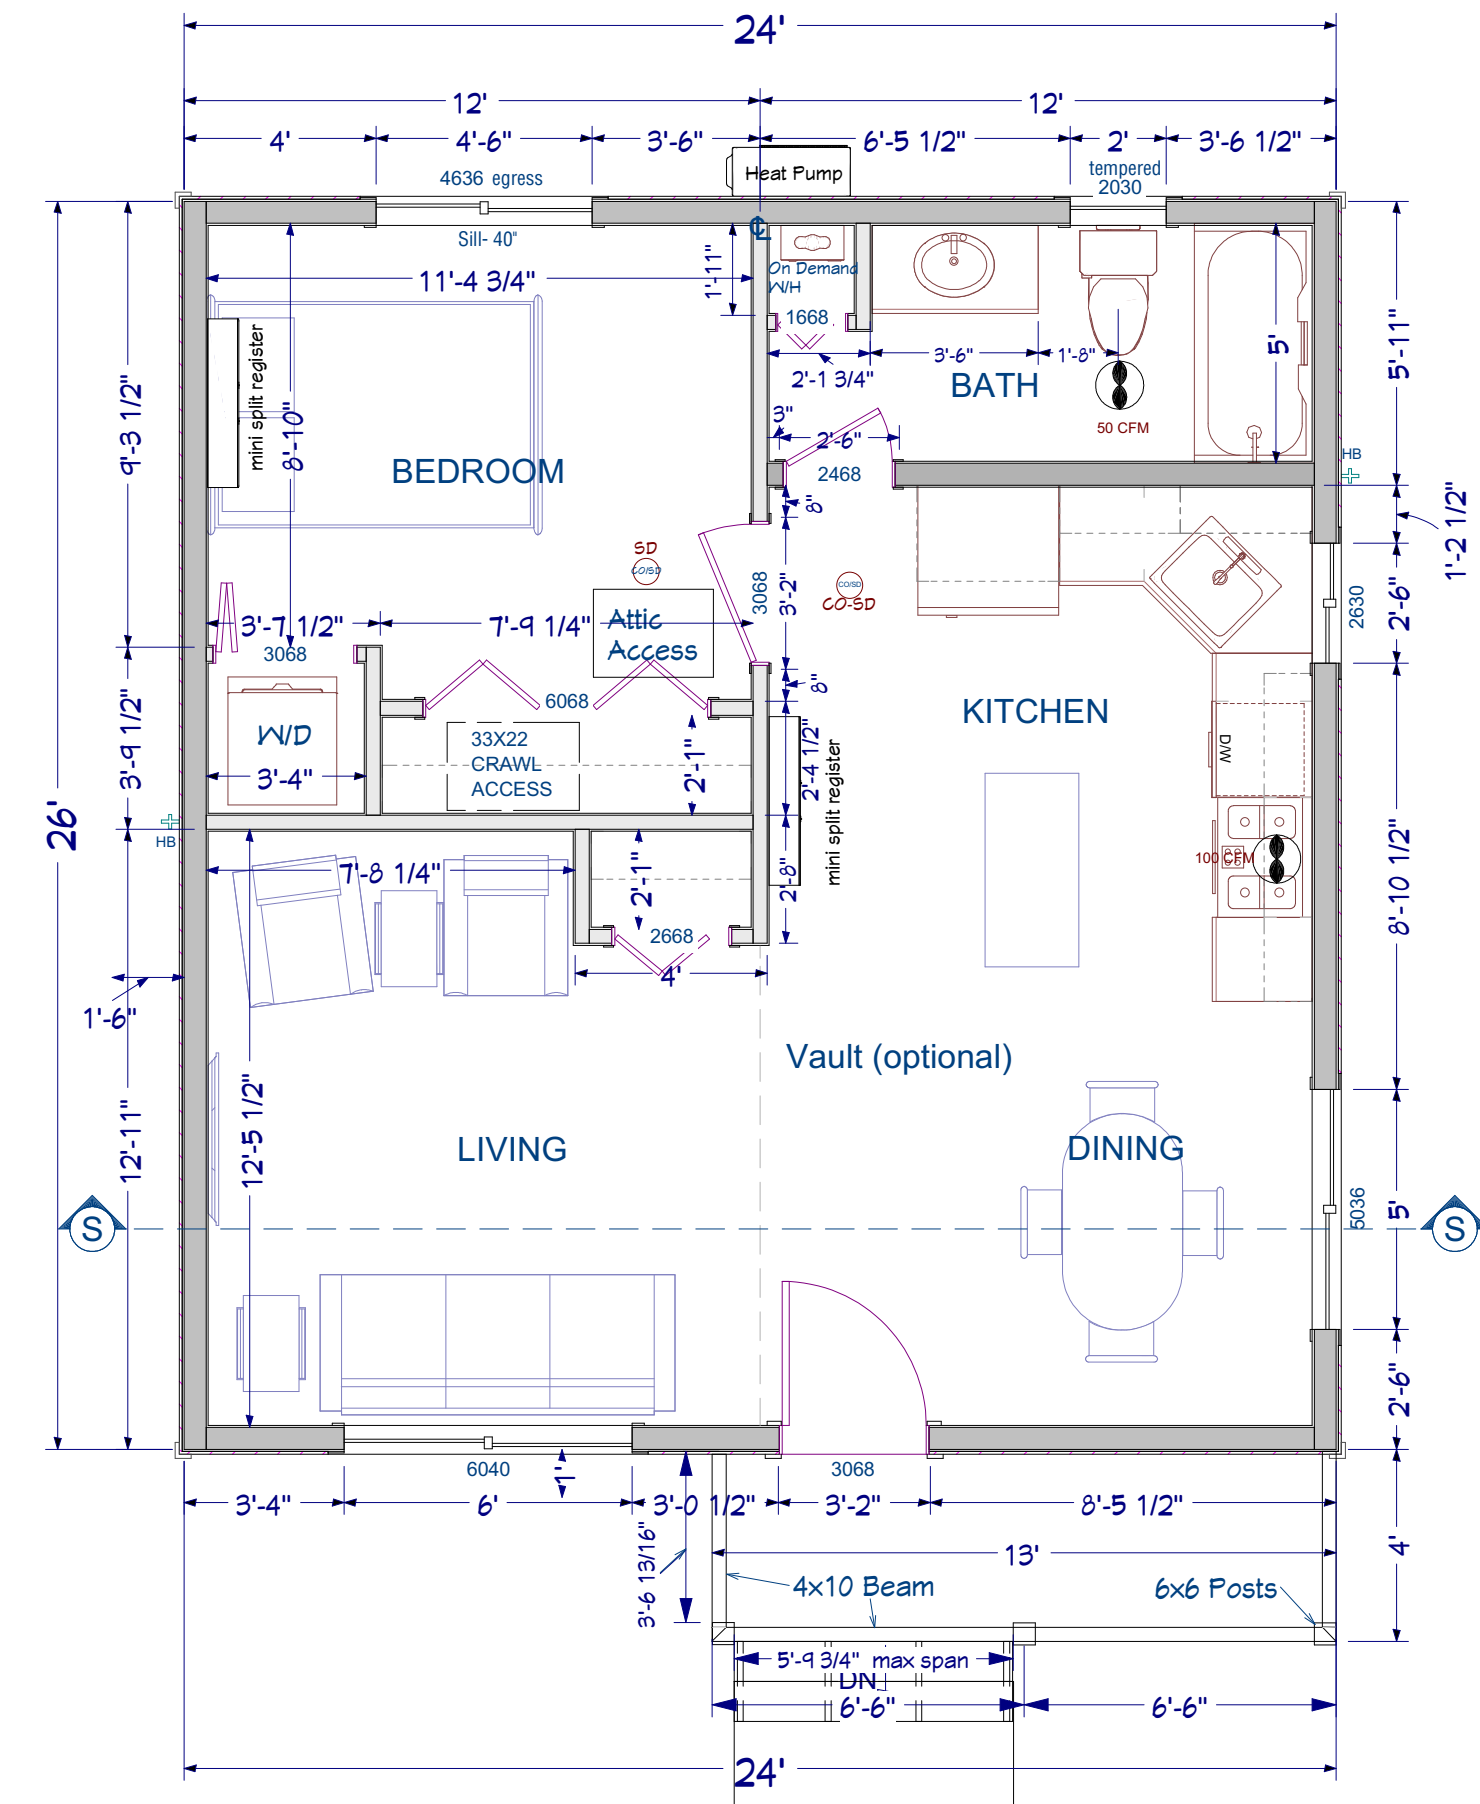 24'
12'
12'
4'
4'-6"
3'-6"
6'-5 1/2"
2'
3'-6 1/2"
4636 egress
Heat Pump
tempered
2030
Sill- 40"
11'-4 3/4"
1'-11"
On Demand
W/H
1668
2'-1 3/4"
3'-6"
1'-8"
5'
5'-11"
BATH
50 CFM
3"
2'-6"
2468
HB
1'-2 1/2"
9'-3 1/2"
mini split register
8'-10"
BEDROOM
8"
SD
CO/SD
3068
3'-2"
CO/SD
CO-SD
2630
2'-6"
3'-7 1/2"
7'-9 1/4"
Attic
Access
3068
8"
6068
KITCHEN
W/D
33X22
CRAWL
ACCESS
2'-1"
2'-4 1/2"
mini split register
D/W
3'-4"
3'-9 1/2"
26'
HB
7'-8 1/4"
2'-1"
2'-8"
100 CFM
8'-10 1/2"
2668
4'
1'-6"
Vault (optional)
12'-11"
12'-5 1/2"
LIVING
DINING
S
5036
5'
S
2'-6"
6040
1'
3068
3'-4"
6'
3'-0 1/2"
3'-2"
8'-5 1/2"
3'-6 13/16"
13'
4'
4x10 Beam
6x6 Posts
5'-9 3/4" max span
DN
6'-6"
6'-6"
24'